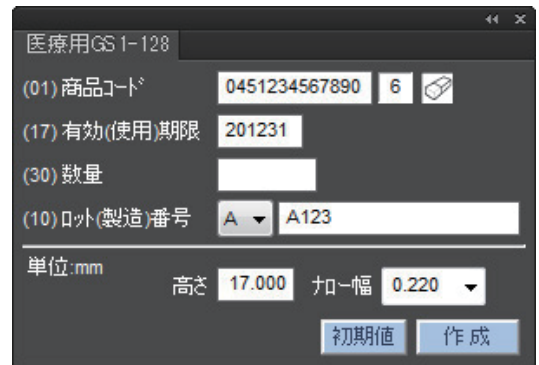 医療用GS1-128
(01)商品ｺｰﾄﾞ 0451234567890 6
(17)有効(使用)期限 201231
(30)数量
(10)ﾛｯﾄ(製造)番号 A A123
単位:mm
高さ 17.000 ﾅﾛｰ幅 0.220
初期値 作成